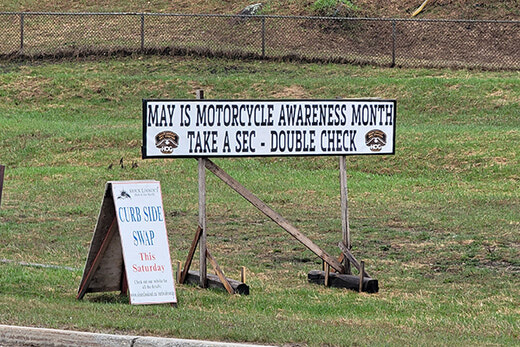 MAY IS MOTORCYCLE AWARENESS MONTH
TAKE A SEC - DOUBLE CHECK
CURB SIDE
SWAP
This
Saturday